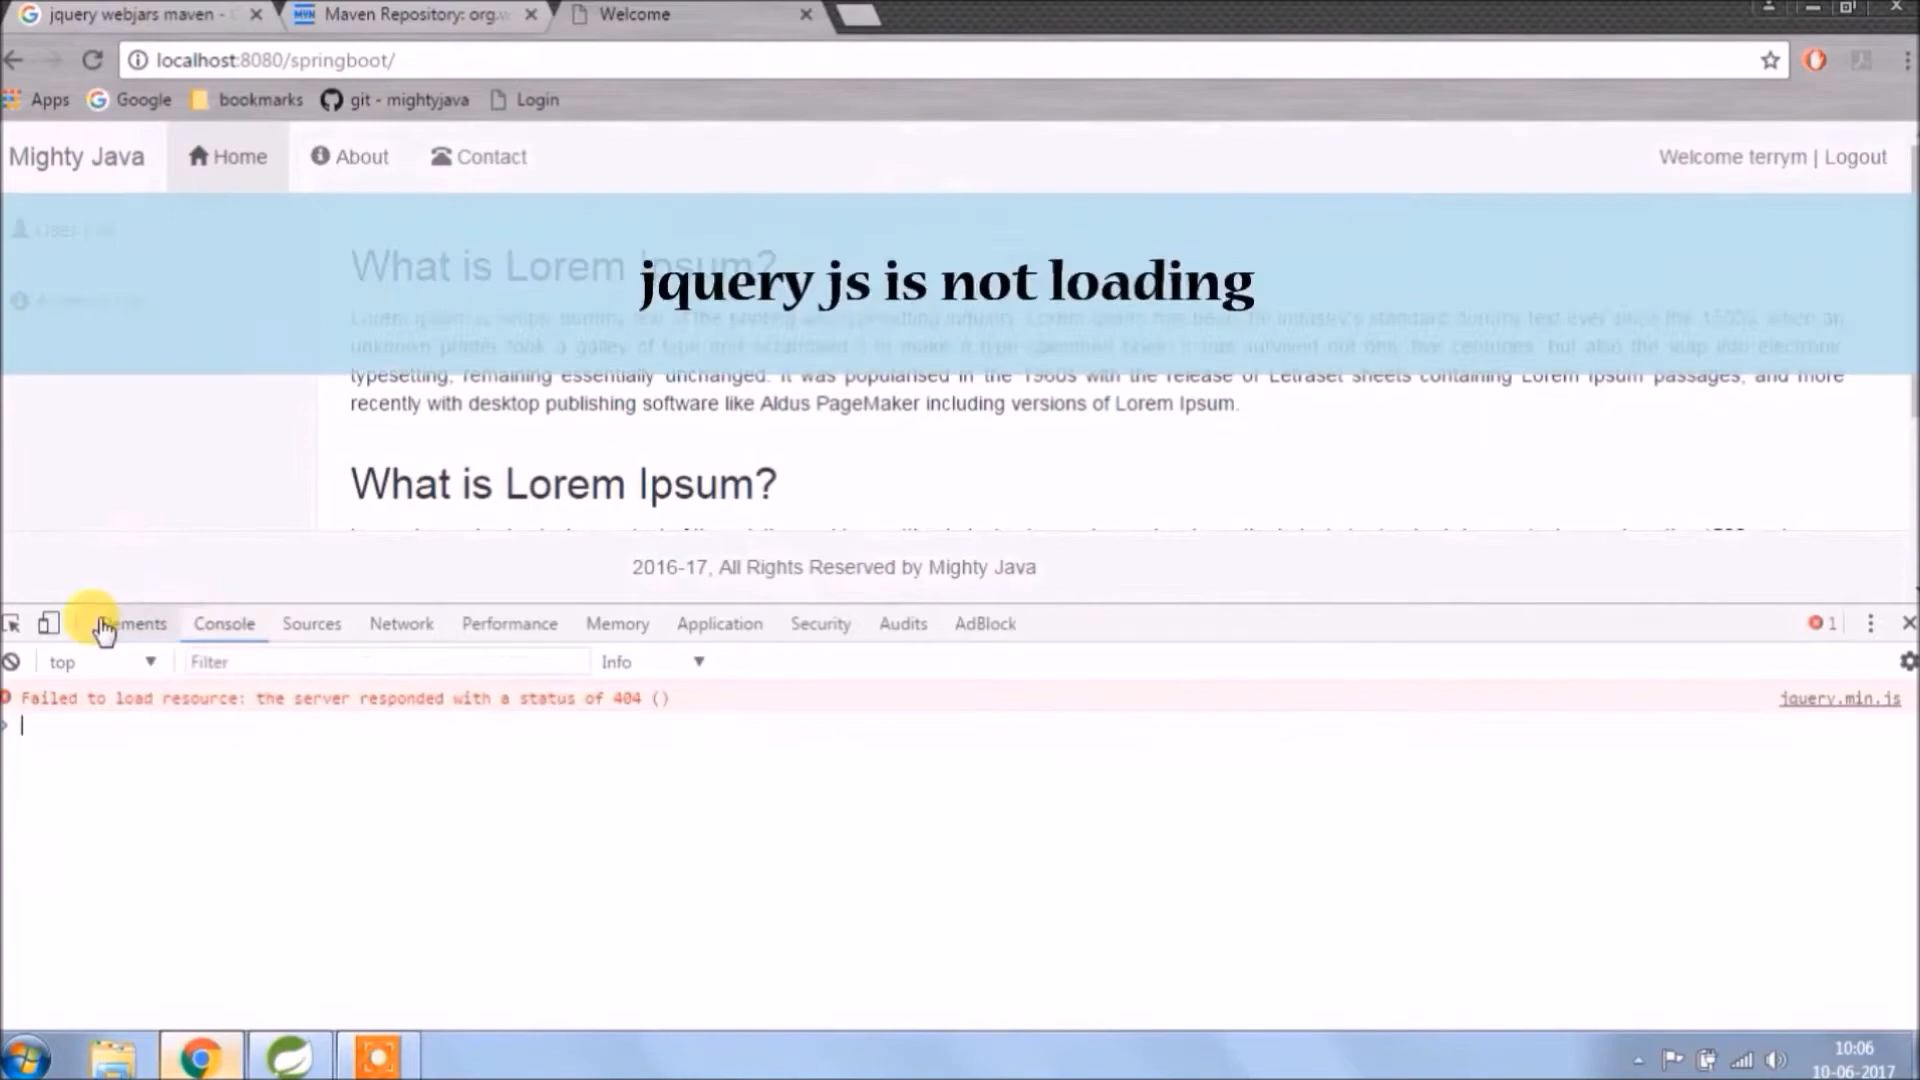 jquery webjars maven -
Maven Repository: org.w
Welcome
localhost:8080/springboot/
Apps
Google
bookmarks
git - mightyjava
Login
Mighty Java
Home
About
Contact
Welcome terrym | Logout
What is Lorem Ipsum?
jquery js is not loading
typesetting, remaining essentially unchanged. It was popularised in the 1960s with the release of Letraset sheets containing Lorem Ipsum passages, and more
recently with desktop publishing software like Aldus PageMaker including versions of Lorem Ipsum.
What is Lorem Ipsum?
2016-17, All Rights Reserved by Mighty Java
ements Console Sources Network Performance Memory Application Security Audits AdBlock
1
top
Filter
Info
Failed to load resource: the server responded with a status of 404 ()
jquery.min.js
10:06
10-06-2017